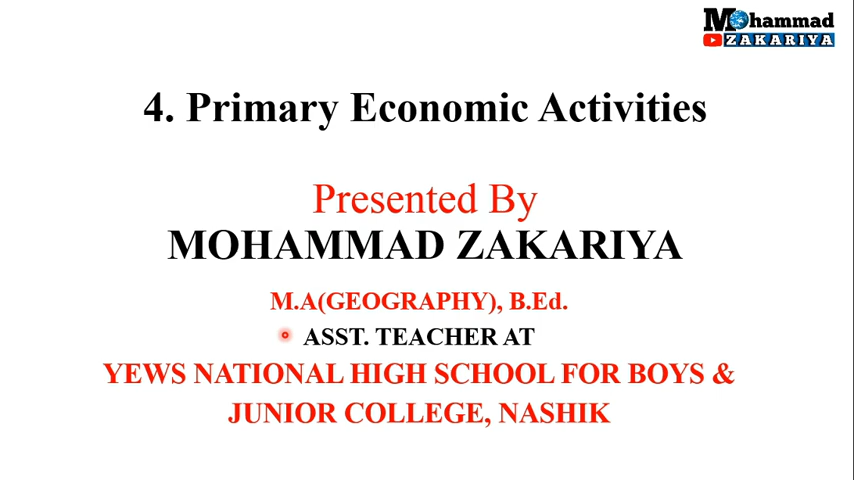 Mohammad
ZAKARIYA
4. Primary Economic Activities
Presented By
MOHAMMAD ZAKARIYA
M.A(GEOGRAPHY), B.Ed.
ASST. TEACHER AT
YEWS NATIONAL HIGH SCHOOL FOR BOYS &
JUNIOR COLLEGE, NASHIK